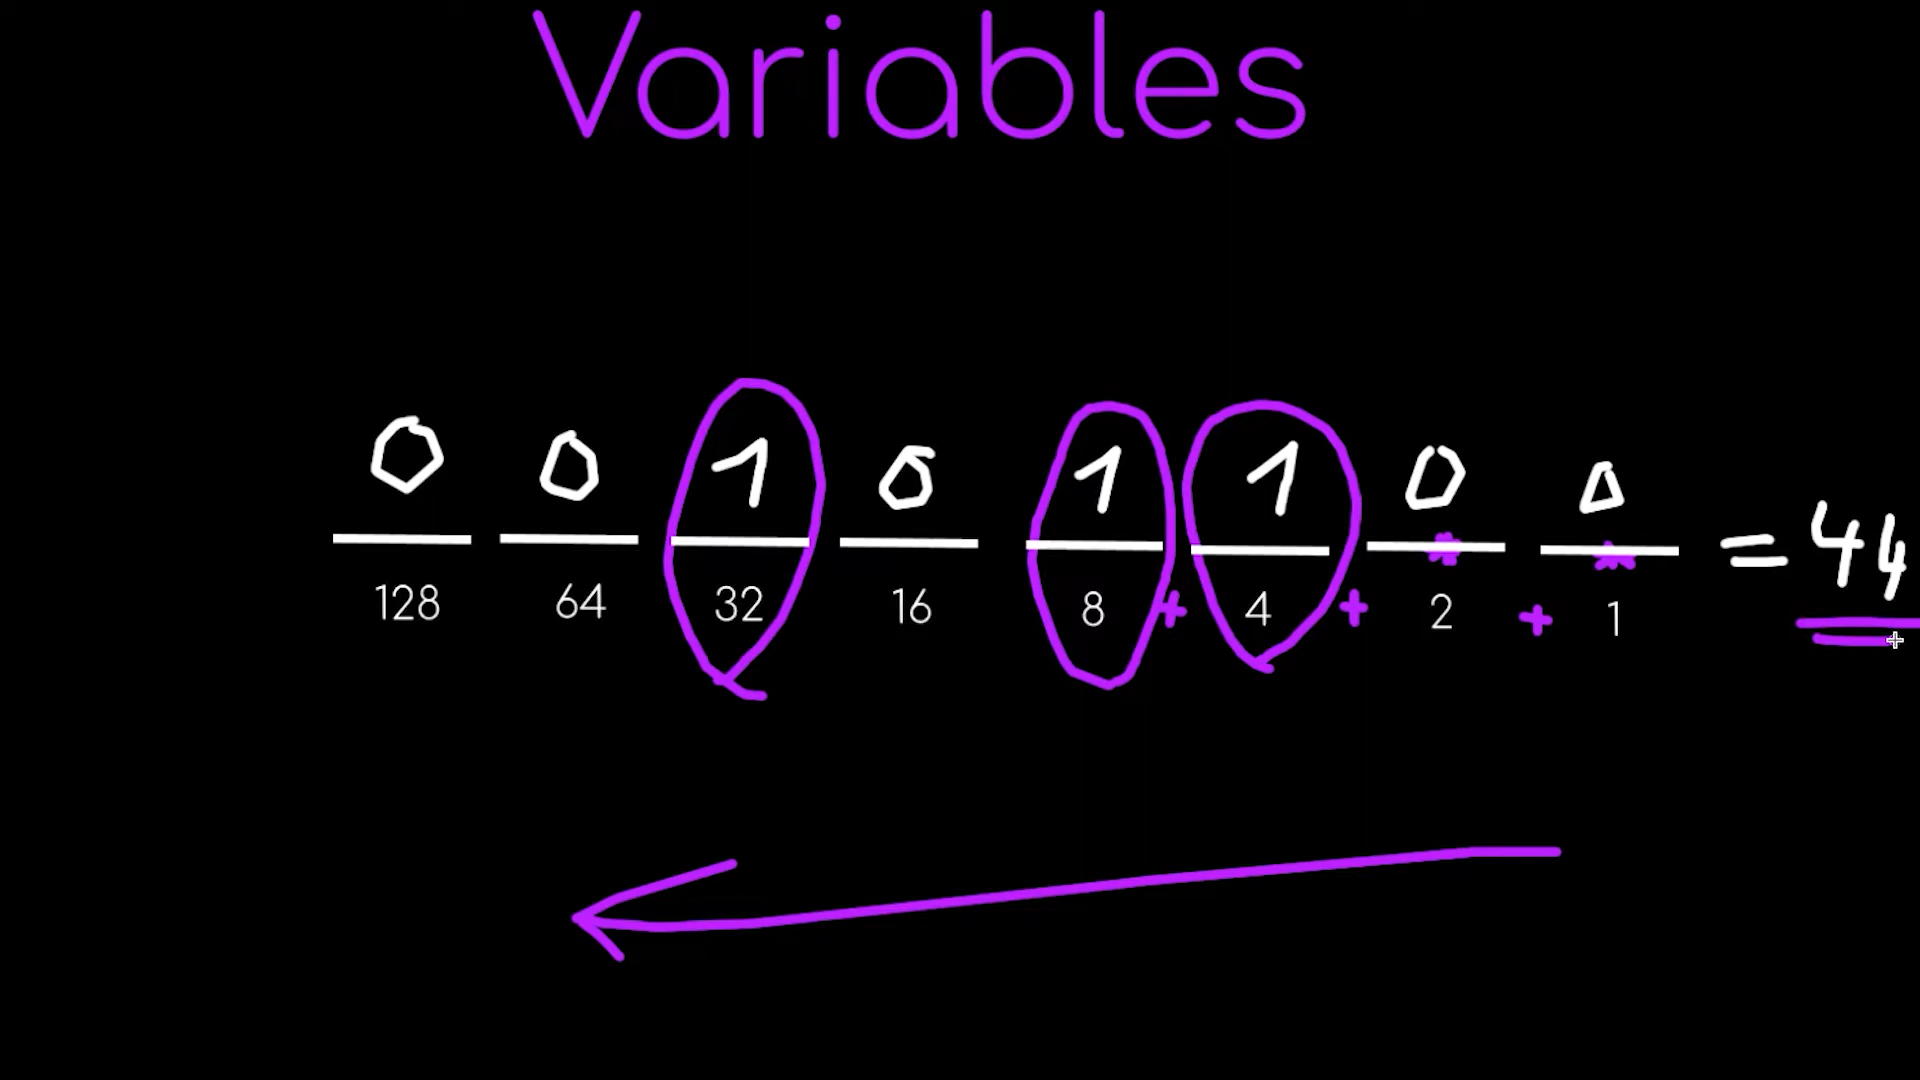 Variables
0 0 1 0 1 1 0 0 = 44
128 64 32 16 8 + 4 + 2 + 1